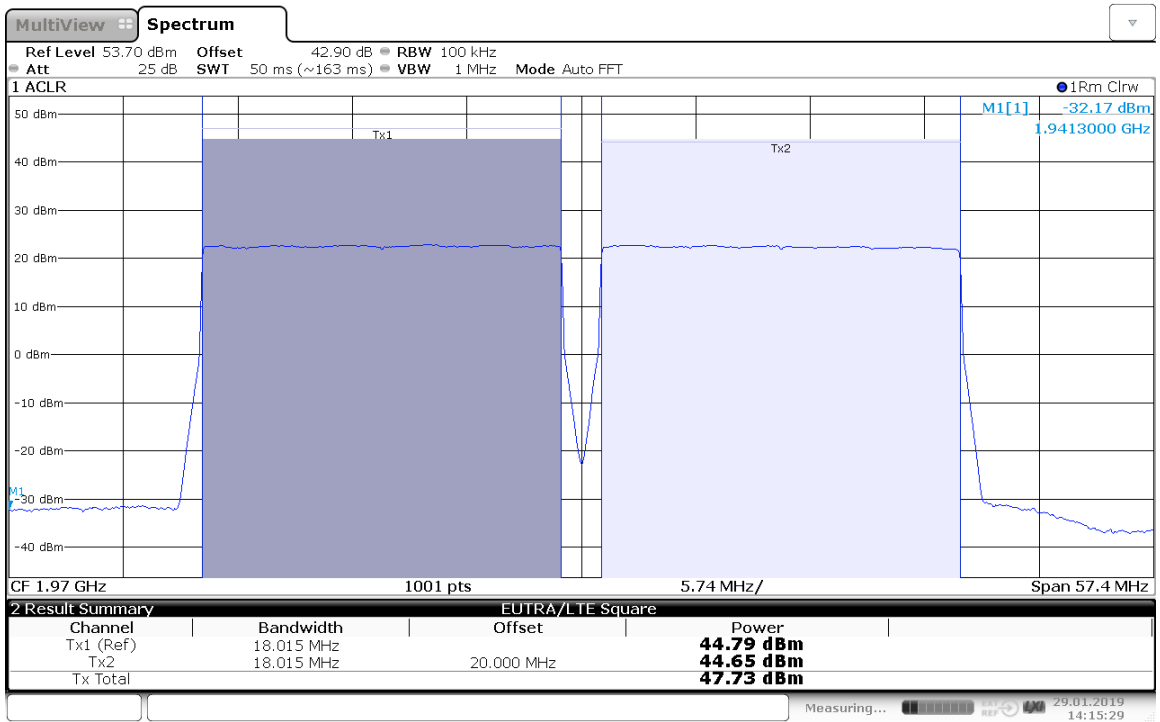 MultiView Spectrum
Ref Level 53.70 dBm Offset 42.90 dB RBW 100 kHz
Att 25 dB SWT 50 ms (~163 ms) VBW 1 MHz Mode Auto FFT
1 ACLR 1Rm Clrw
M1[1] -32.17 dBm
1.9413000 GHz
50 dBm
Tx1
Tx2
40 dBm
30 dBm
20 dBm
10 dBm
0 dBm
-10 dBm
-20 dBm
M1
-30 dBm
-40 dBm
CF 1.97 GHz 1001 pts 5.74 MHz/ Span 57.4 MHz
2 Result Summary EUTRA/LTE Square
Channel Bandwidth Offset Power
Tx1 (Ref) 18.015 MHz 44.79 dBm
Tx2 18.015 MHz 20.000 MHz 44.65 dBm
Tx Total 47.73 dBm
Measuring... EXT REF LXI 29.01.2019
14:15:29